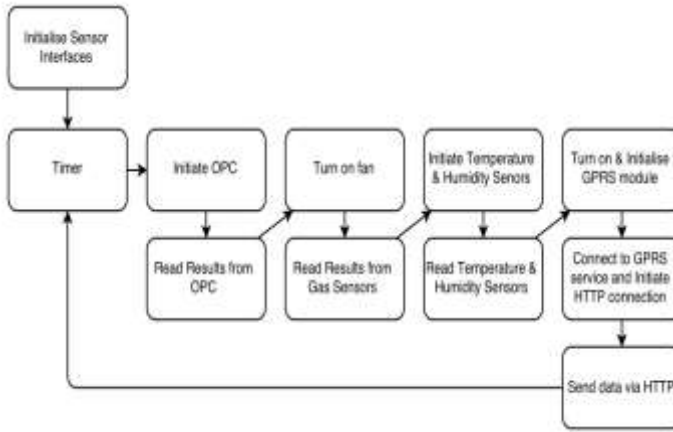 Initialise Sensor
Interfaces
Timer
Initiate OPC
Turn on fan
Initiate Temperature
& Humidity Senors
Turn on & Initialise
GPRS module
Read Results from
OPC
Read Results from
Gas Sensors
Read Temperature &
Humidity Sensors
Connect to GPRS
service and Initiate
HTTP connection
Send data via HTTP